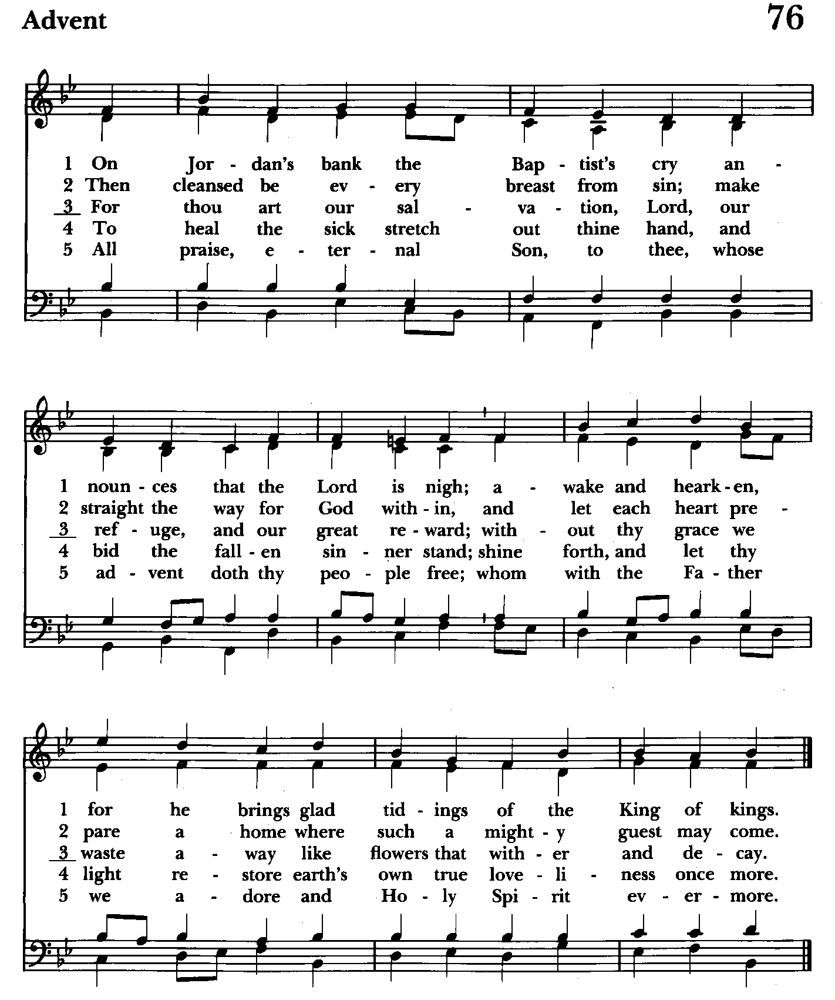 Advent 76
1 On Jor - dan's bank the Bap - tist's cry an -
2 Then cleansed be ev - ery breast from sin; make
3 For thou art our sal - va - tion, Lord, our
4 To heal the sick stretch out thine hand, and
5 All praise, e - ter - nal Son, to thee, whose
1 noun - ces that the Lord is nigh; a - wake and heark - en,
2 straight the way for God with - in, and let each heart pre -
3 ref - uge, and our great re - ward; with - out thy grace we
4 bid the fall - en sin - ner stand; shine forth, and let thy
5 ad - vent doth thy peo - ple free; whom with the Fa - ther
1 for he brings glad tid - ings of the King of kings.
2 pare a home where such a might - y guest may come.
3 waste a - way like flowers that with - er and de - cay.
4 light re - store earth's own true love - li - ness once more.
5 we a - dore and Ho - ly Spi - rit ev - er - more.